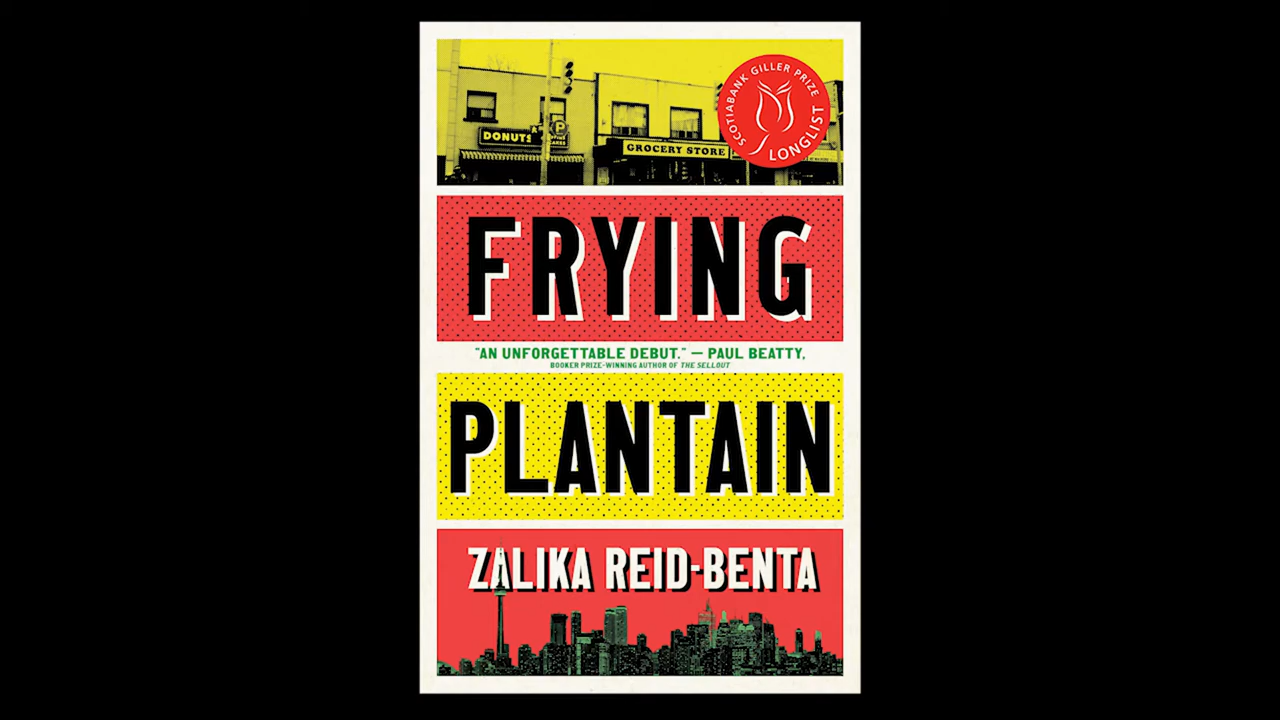 DONUTS
GROCERY STORE
SCOTIABANK GILLER PRIZE
LONGLIST
FRYING
"AN UNFORGETTABLE DEBUT." — PAUL BEATTY,
BOOKER PRIZE-WINNING AUTHOR OF THE SELLOUT
PLANTAIN
ZALIKA REID-BENTA